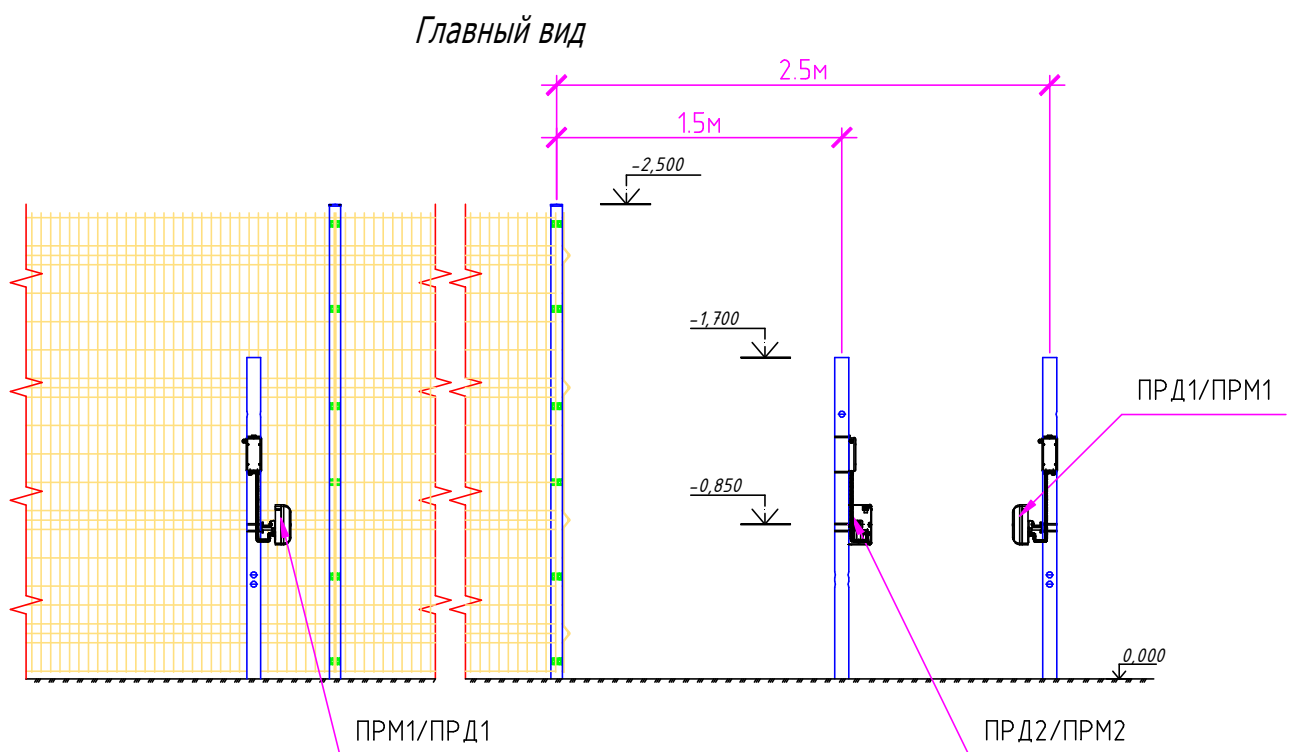 Главный вид
2.5м
1.5м
-2,500
-1,700
ПРД1/ПРМ1
-0,850
0,000
ПРМ1/ПРД1
ПРД2/ПРМ2